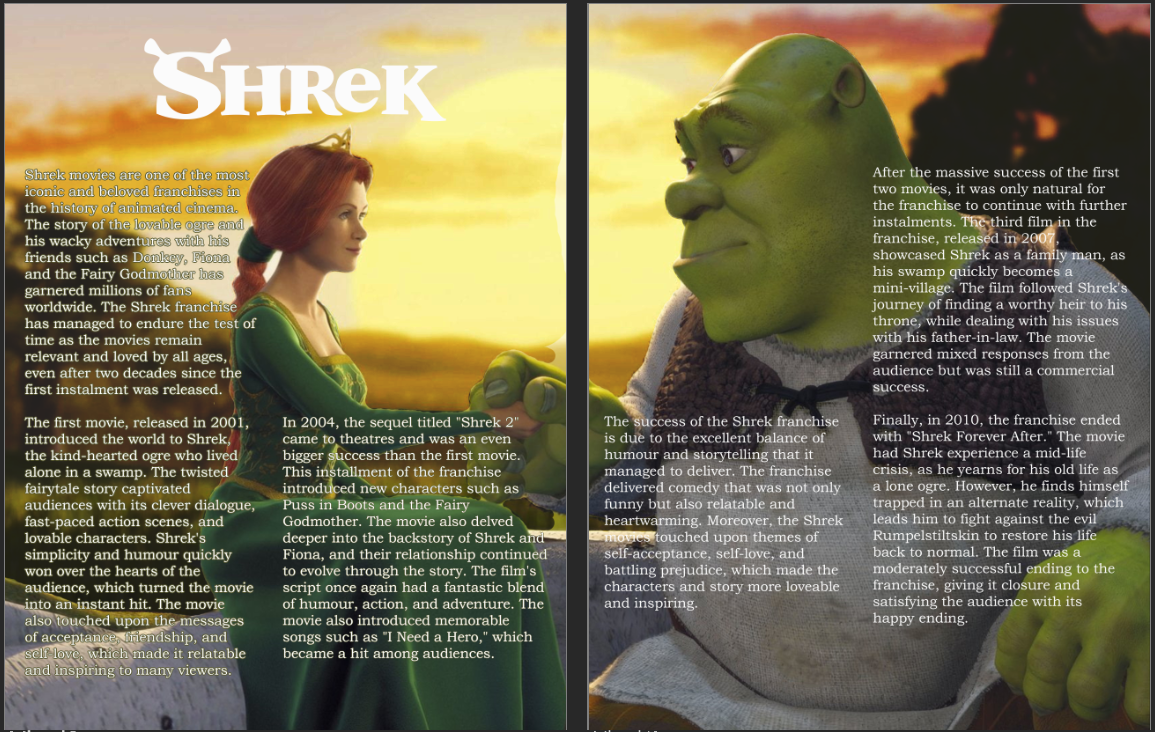 SHREK
Shrek movies are one of the most
iconic and beloved franchises in
the history of animated cinema.
The story of the lovable ogre and
his wacky adventures with his
friends such as Donkey, Fiona
and the Fairy Godmother has
garnered millions of fans
worldwide. The Shrek franchise
has managed to endure the test of
time as the movies remain
relevant and loved by all ages,
even after two decades since the
first instalment was released.
The first movie, released in 2001,
introduced the world to Shrek,
the kind-hearted ogre who lived
alone in a swamp. The twisted
fairytale story captivated
audiences with its clever dialogue,
fast-paced action scenes, and
lovable characters. Shrek's
simplicity and humour quickly
won over the hearts of the
audience, which turned the movie
into an instant hit. The movie
also touched upon the messages
of acceptance, friendship, and
self-love, which made it relatable
and inspiring to many viewers.
In 2004, the sequel titled "Shrek 2"
came to theatres and was an even
bigger success than the first movie.
This installment of the franchise
introduced new characters such as
Puss in Boots and the Fairy
Godmother. The movie also delved
deeper into the backstory of Shrek and
Fiona, and their relationship continued
to evolve through the story. The film's
script once again had a fantastic blend
of humour, action, and adventure. The
movie also introduced memorable
songs such as "I Need a Hero," which
became a hit among audiences.
The success of the Shrek franchise
is due to the excellent balance of
humour and storytelling that it
managed to deliver. The franchise
delivered comedy that was not only
funny but also relatable and
heartwarming. Moreover, the Shrek
movies touched upon themes of
self-acceptance, self-love, and
battling prejudice, which made the
characters and story more loveable
and inspiring.
After the massive success of the first
two movies, it was only natural for
the franchise to continue with further
instalments. The third film in the
franchise, released in 2007,
showcased Shrek as a family man, as
his swamp quickly becomes a
mini-village. The film followed Shrek's
journey of finding a worthy heir to his
throne, while dealing with his issues
with his father-in-law. The movie
garnered mixed responses from the
audience but was still a commercial
success.
Finally, in 2010, the franchise ended
with "Shrek Forever After." The movie
had Shrek experience a mid-life
crisis, as he yearns for his old life as
a lone ogre. However, he finds himself
trapped in an alternate reality, which
leads him to fight against the evil
Rumpelstiltskin to restore his life
back to normal. The film was a
moderately successful ending to the
franchise, giving it closure and
satisfying the audience with its
happy ending.